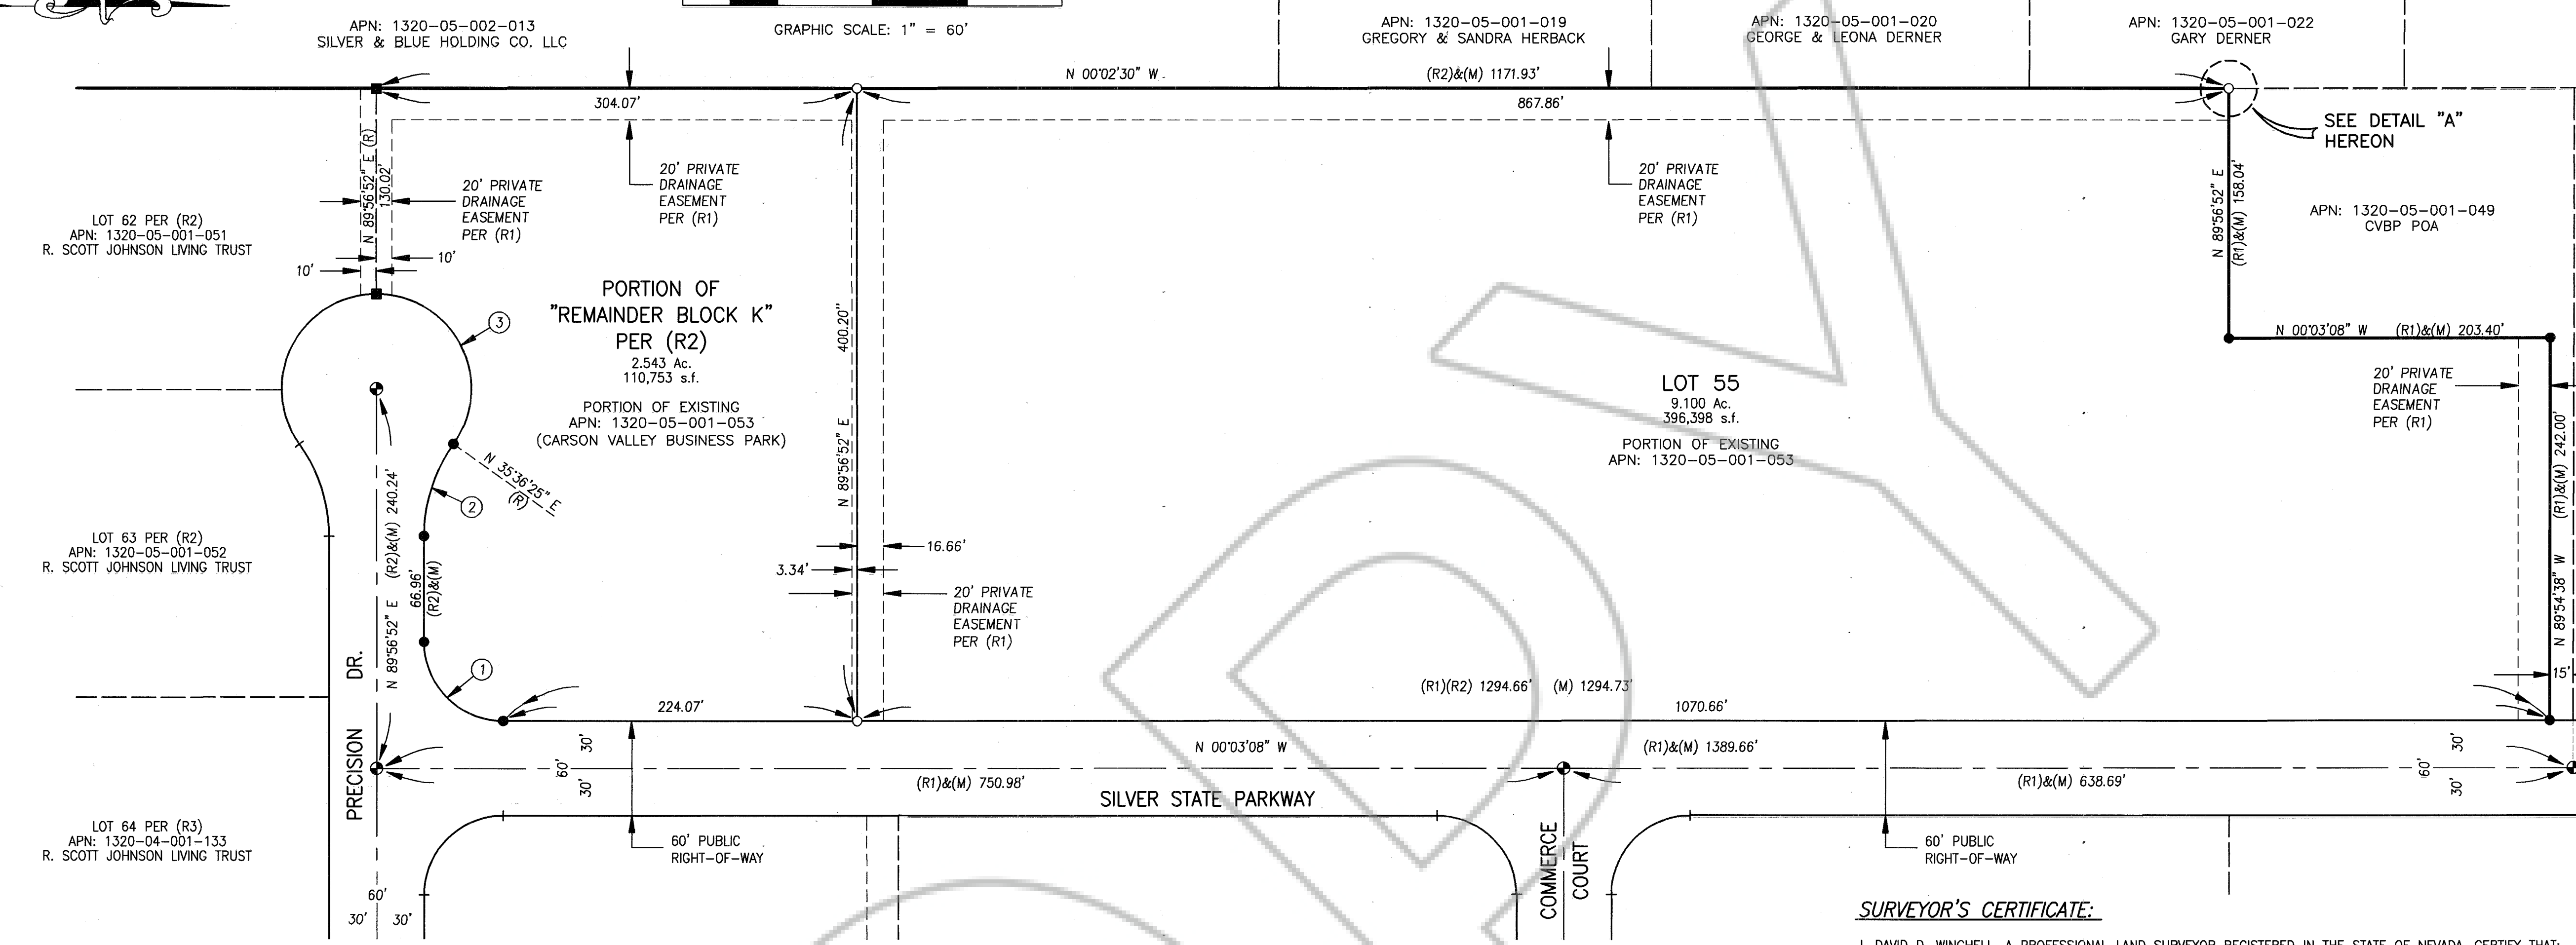 APN: 1320-05-002-013
SILVER & BLUE HOLDING CO. LLC
GRAPHIC SCALE: 1" = 60'
APN: 1320-05-001-019
GREGORY & SANDRA HERBACK
APN: 1320-05-001-020
GEORGE & LEONA DERNER
APN: 1320-05-001-022
GARY DERNER
N 00°02'30" W
(R2)&(M) 1171.93'
304.07'
867.86'
SEE DETAIL "A"
HEREON
N 89°56'52" E (R)
130.02'
20' PRIVATE
DRAINAGE
EASEMENT
PER (R1)
20' PRIVATE
DRAINAGE
EASEMENT
PER (R1)
20' PRIVATE
DRAINAGE
EASEMENT
PER (R1)
N 89°56'52" E
(R1)&(M) 158.04'
APN: 1320-05-001-049
CVBP POA
LOT 62 PER (R2)
APN: 1320-05-001-051
R. SCOTT JOHNSON LIVING TRUST
10'
10'
PORTION OF
"REMAINDER BLOCK K"
PER (R2)
2.543 Ac.
110,753 s.f.
PORTION OF EXISTING
APN: 1320-05-001-053
(CARSON VALLEY BUSINESS PARK)
3
N 35°36'25" E
(R)
2
N 89°56'52" E
400.20"
LOT 55
9.100 Ac.
396,398 s.f.
PORTION OF EXISTING
APN: 1320-05-001-053
N 00°03'08" W
(R1)&(M) 203.40'
20' PRIVATE
DRAINAGE
EASEMENT
PER (R1)
N 89°54'38" W
(R1)&(M) 242.00'
15'
LOT 63 PER (R2)
APN: 1320-05-001-052
R. SCOTT JOHNSON LIVING TRUST
N 89°56'52" E
(R2)&(M) 240.24'
66.96'
(R2)&(M)
1
16.66'
3.34'
20' PRIVATE
DRAINAGE
EASEMENT
PER (R1)
224.07'
(R1)(R2) 1294.66'
(M) 1294.73'
1070.66'
N 00°03'08" W
(R1)&(M) 1389.66'
30'
60'
30'
(R1)&(M) 750.98'
SILVER STATE PARKWAY
(R1)&(M) 638.69'
30'
60'
30'
PRECISION DR.
LOT 64 PER (R3)
APN: 1320-04-001-133
R. SCOTT JOHNSON LIVING TRUST
60' PUBLIC
RIGHT-OF-WAY
COMMERCE
COURT
60' PUBLIC
RIGHT-OF-WAY
60'
30'
30'
SURVEYOR'S CERTIFICATE:
I, DAVID D. WINCHELL, A PROFESSIONAL LAND SURVEYOR REGISTERED IN THE STATE OF NEVADA, CERTIFY THAT: